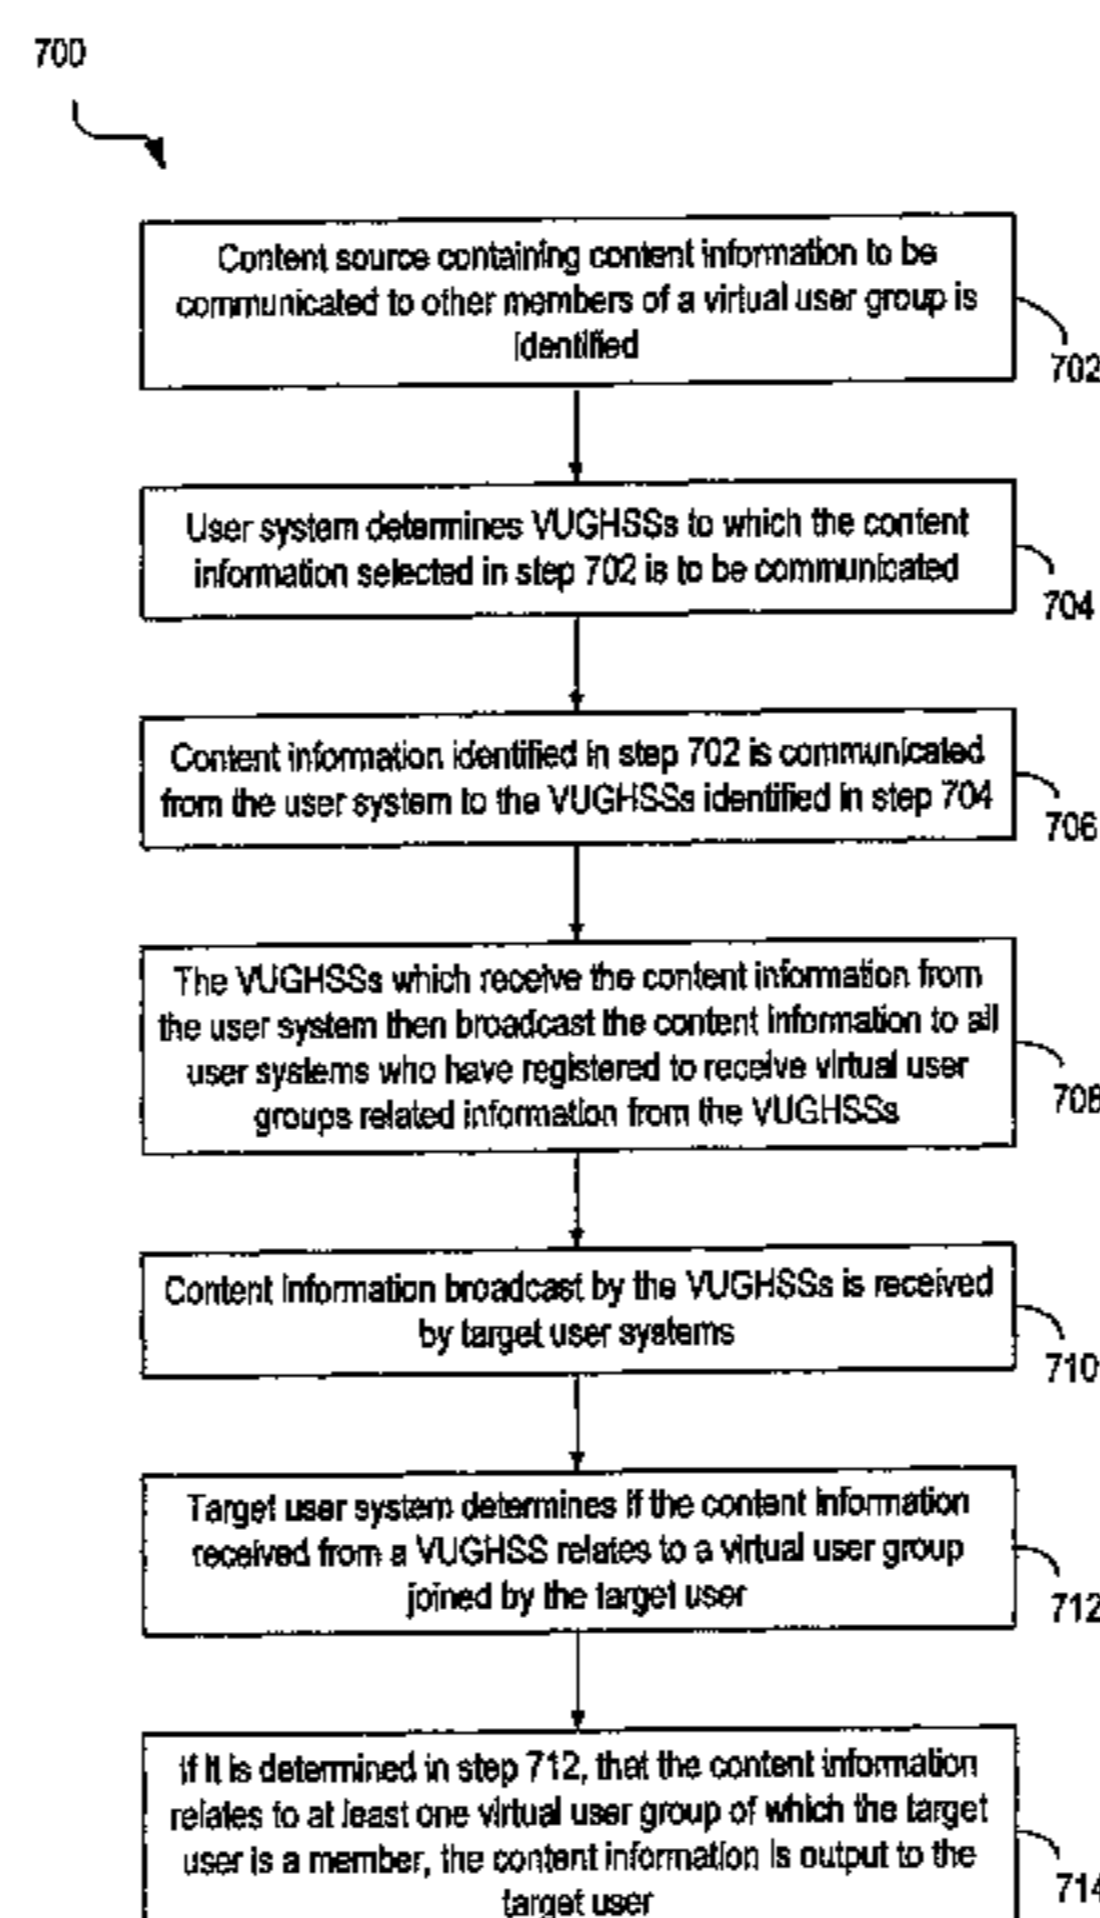 700
Content source containing content information to be
communicated to other members of a virtual user group is
identified
702
User system determines VUGHSSs to which the content
information selected in step 702 is to be communicated
704
Content information identified in step 702 is communicated
from the user system to the VUGHSSs identified in step 704
706
The VUGHSSs which receive the content information from
the user system then broadcast the content information to all
user systems who have registered to receive virtual user
groups related information from the VUGHSSs
708
Content information broadcast by the VUGHSSs is received
by target user systems
710
Target user system determines if the content information
received from a VUGHSS relates to a virtual user group
joined by the target user
712
If it is determined in step 712, that the content information
relates to at least one virtual user group of which the target
user is a member, the content information is output to the
target user
714